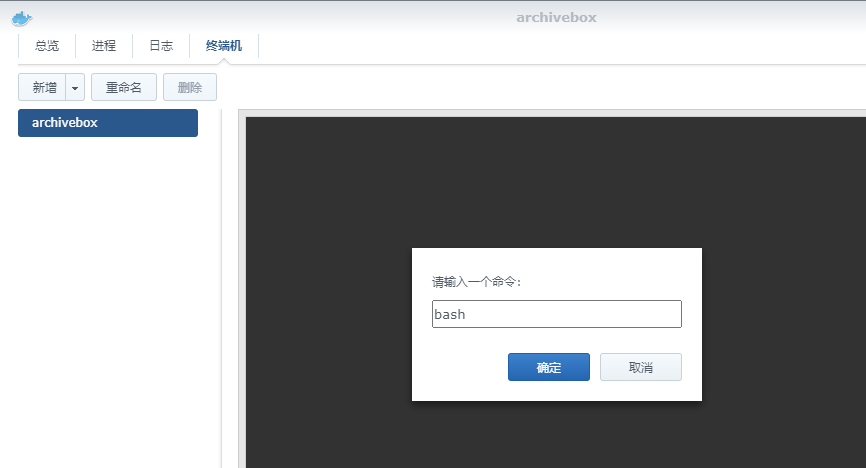 archivebox
总览 进程 日志 终端机
新增 重命名 删除
archivebox
请输入一个命令:
bash
确定 取消